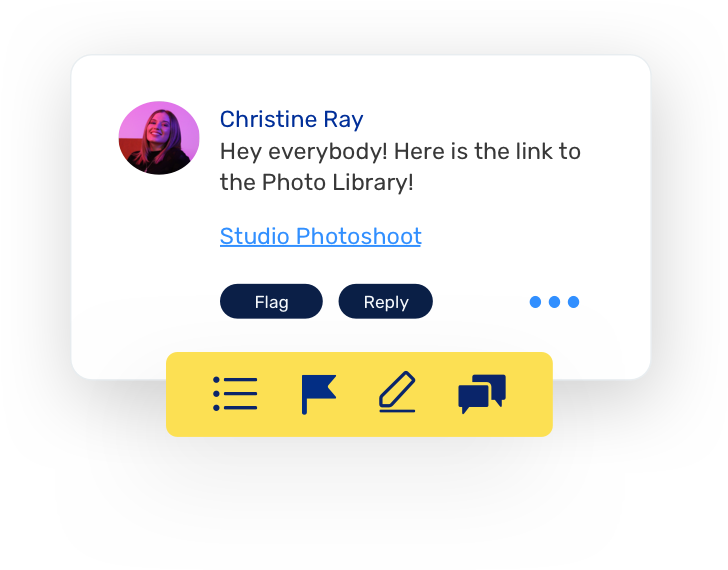 Christine Ray
Hey everybody! Here is the link to
the Photo Library!
Studio Photoshoot
Flag
Reply